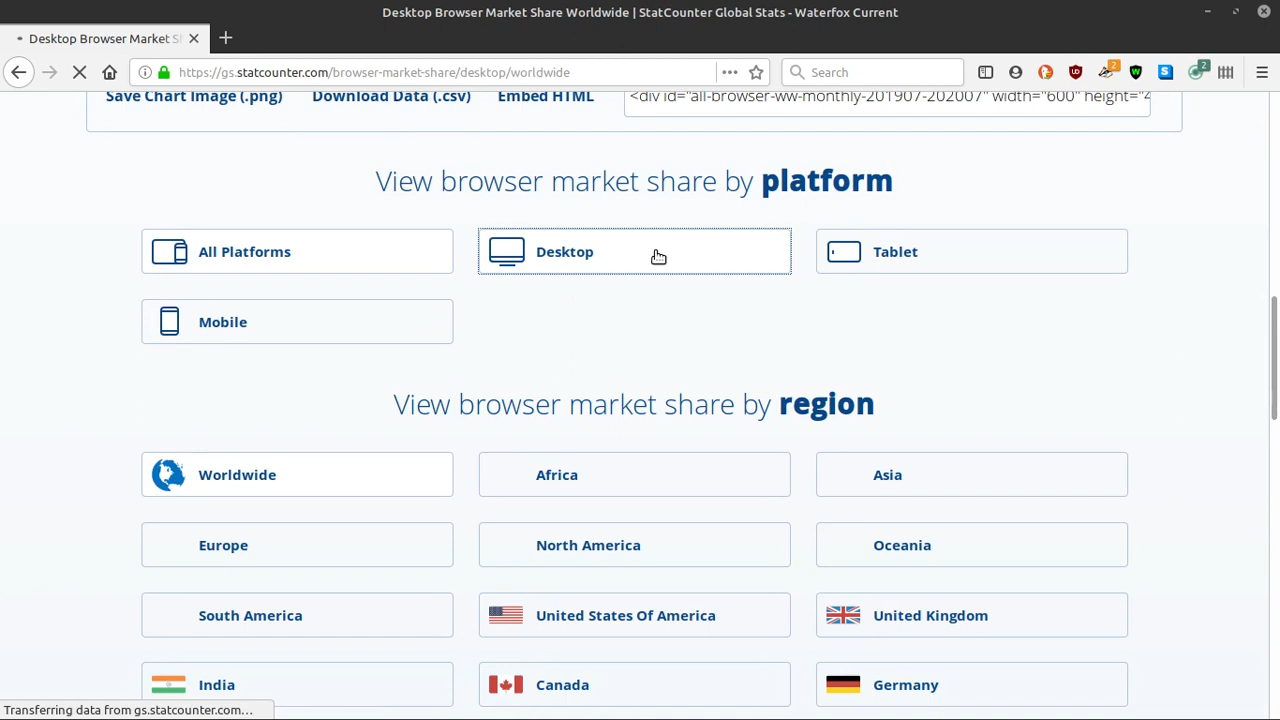 Desktop Browser Market Share Worldwide | StatCounter Global Stats - Waterfox Current
Desktop Browser Market S
https://gs.statcounter.com/browser-market-share/desktop/worldwide
Search
2
2
Save Chart Image (.png) Download Data (.csv) Embed HTML <div id="all-browser-ww-monthly-201907-202007" width="600" height="4
View browser market share by platform
All Platforms Desktop Tablet
Mobile
View browser market share by region
Worldwide Africa Asia
Europe North America Oceania
South America United States Of America United Kingdom
India Canada Germany
Transferring data from gs.statcounter.com...